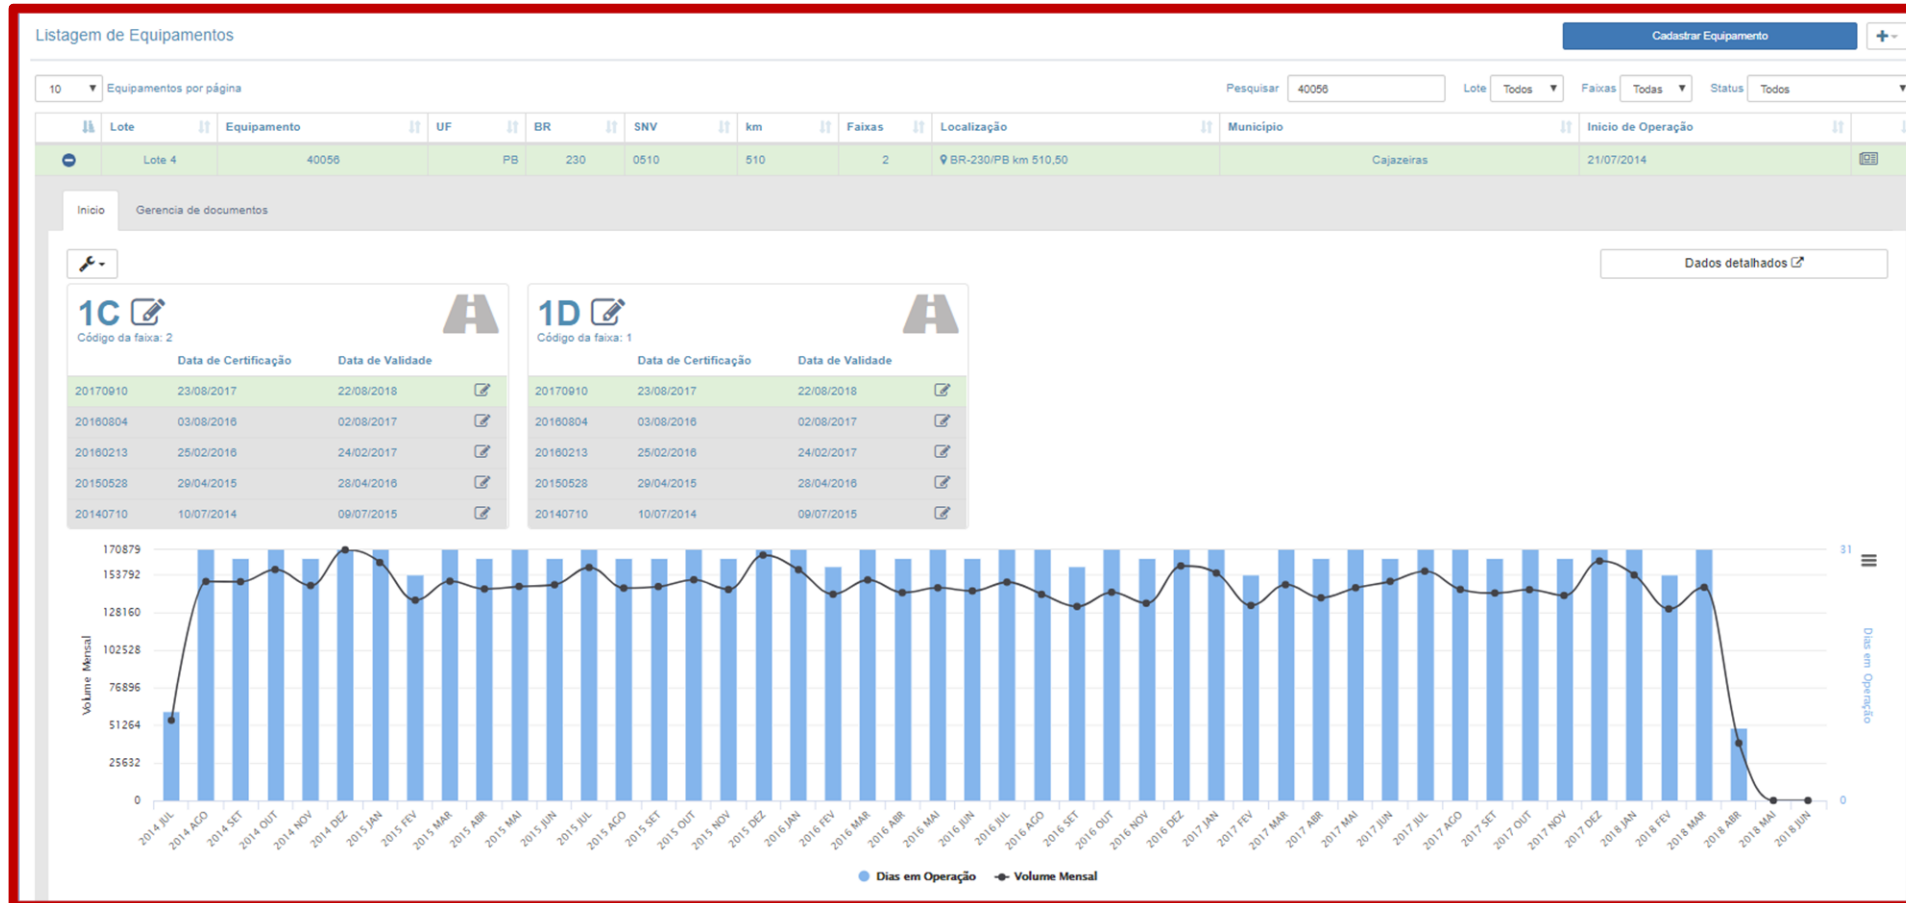 Listagem de Equipamentos
Cadastrar Equipamento
10 Equipamentos por página
Pesquisar 40056 Lote Todos Faixas Todas Status Todos
Lote Equipamento UF BR SNV km Faixas Localização Município Inicio de Operação
Lote 4 40056 PB 230 0510 510 2 BR-230/PB km 510,50 Cajazeiras 21/07/2014
Inicio Gerencia de documentos
Dados detalhados
1C
Código da faixa: 2
Data de Certificação Data de Validade
20170910 23/08/2017 22/08/2018
20160804 03/08/2016 02/08/2017
20160213 25/02/2016 24/02/2017
20150528 29/04/2015 28/04/2016
20140710 10/07/2014 09/07/2015
1D
Código da faixa: 1
Data de Certificação Data de Validade
20170910 23/08/2017 22/08/2018
20160804 03/08/2016 02/08/2017
20160213 25/02/2016 24/02/2017
20150528 29/04/2015 28/04/2016
20140710 10/07/2014 09/07/2015
Volume Mensal
170879
153792
128160
102528
76896
51264
25632
0
31
0
Dias em Operação
2014 JUL
2014 AGO
2014 SET
2014 OUT
2014 NOV
2014 DEZ
2015 JAN
2015 FEV
2015 MAR
2015 ABR
2015 MAI
2015 JUN
2015 JUL
2015 AGO
2015 SET
2015 OUT
2015 NOV
2015 DEZ
2016 JAN
2016 FEV
2016 MAR
2016 ABR
2016 MAI
2016 JUN
2016 JUL
2016 AGO
2016 SET
2016 OUT
2016 NOV
2016 DEZ
2017 JAN
2017 FEV
2017 MAR
2017 ABR
2017 MAI
2017 JUN
2017 JUL
2017 AGO
2017 SET
2017 OUT
2017 NOV
2017 DEZ
2018 JAN
2018 FEV
2018 MAR
2018 ABR
2018 MAI
2018 JUN
Dias em Operação Volume Mensal